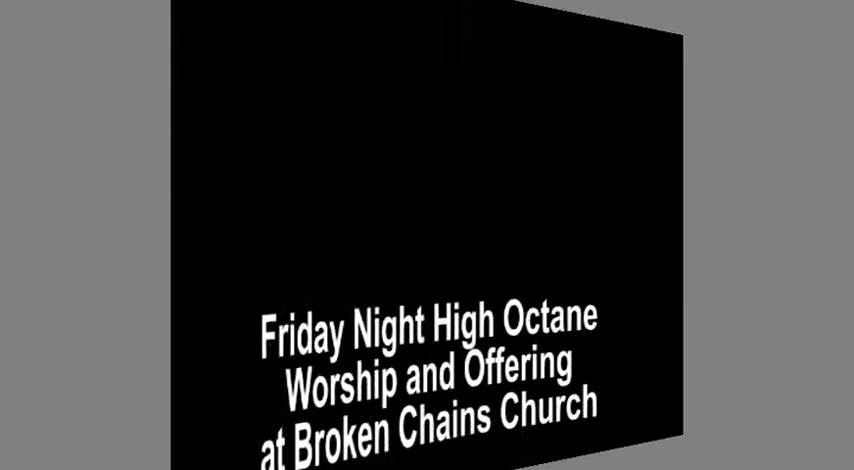 Friday Night High Octane
Worship and Offering
at Broken Chains Church